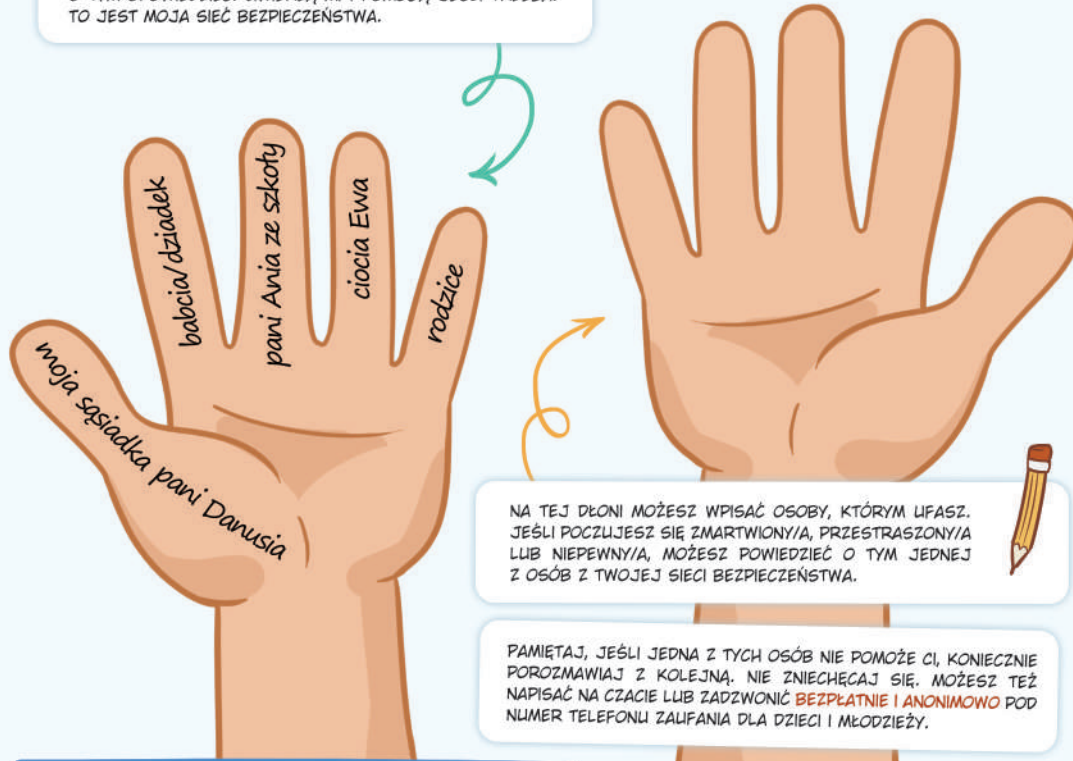 TO JEST MOJA SIEĆ BEZPIECZEŃSTWA.
babcia/dziadek
pani Ania ze szkoły
ciocia Ewa
rodzice
moja sąsiadka pani Danusia
NA TEJ DŁONI MOŻESZ WPISAĆ OSOBY, KTÓRYM UFASZ.
JEŚLI POCZUJESZ SIĘ ZMARTWIONY/A, PRZESTRASZONY/A
LUB NIEPEWNY/A, MOŻESZ POWIEDZIEĆ O TYM JEDNEJ
Z OSÓB Z TWOJEJ SIECI BEZPIECZEŃSTWA.
PAMIĘTAJ, JEŚLI JEDNA Z TYCH OSÓB NIE POMOŻE CI, KONIECZNIE
POROZMAWIAJ Z KOLEJNĄ. NIE ZNIECHĘCAJ SIĘ. MOŻESZ TEŻ
NAPISAĆ NA CZACIE LUB ZADZWONIĆ BEZPŁATNIE I ANONIMOWO POD
NUMER TELEFONU ZAUFANIA DLA DZIECI I MŁODZIEŻY.